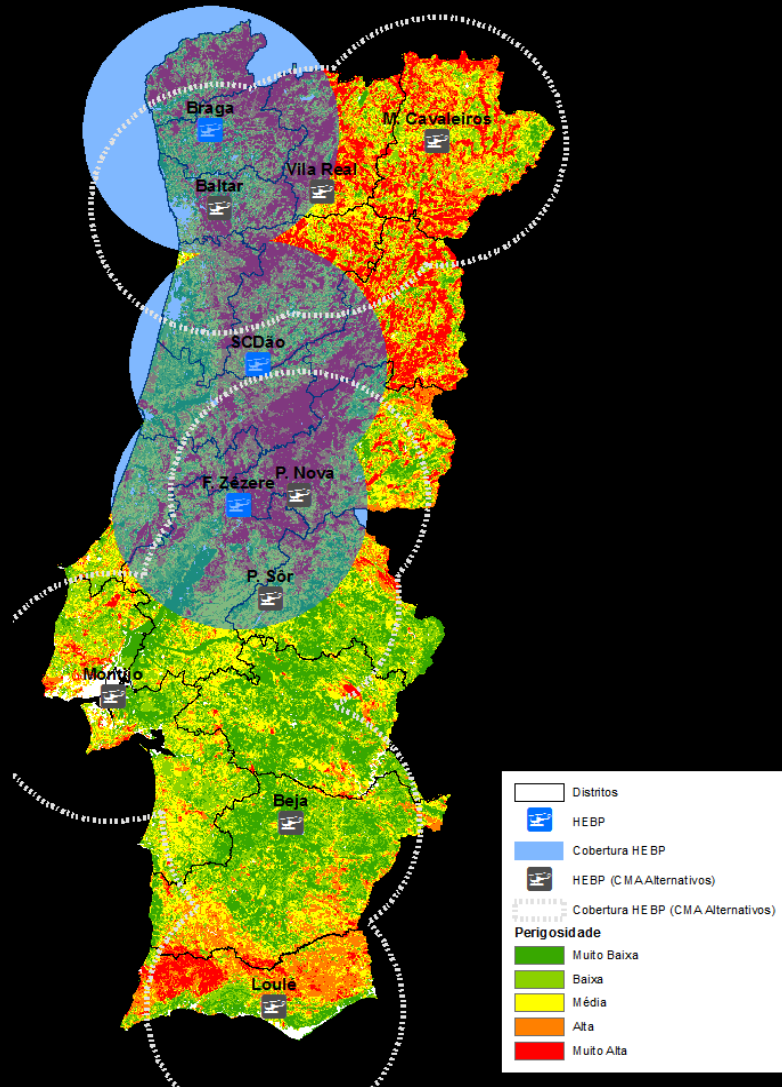 Braga
M. Cavaleiros
Vila Real
Baltar
SCDão
P. Nova
F. Zêzere
P. Sôr
Montijo
Beja
Loulé
Distritos
HEBP
Cobertura HEBP
HEBP (CMA Alternativos)
Cobertura HEBP (CMA Alternativos)
Perigosidade
Muito Baixa
Baixa
Média
Alta
Muito Alta